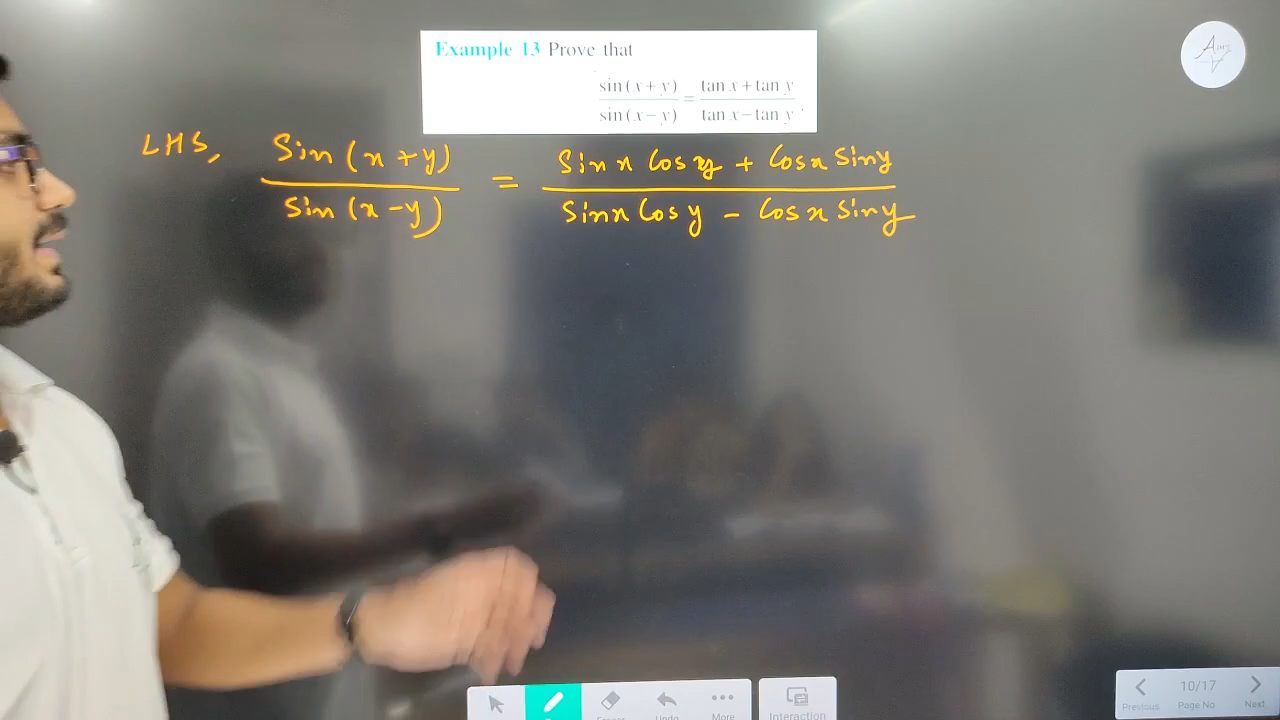 Example 13 Prove that
sin (x + y) / sin (x − y) = tan x + tan y / tan x − tan y .
LHS, Sin (x + y) / Sin (x - y) = Sin x Cos y + Cos x Sin y / Sin x Cos y - Cos x Sin y
More
Interaction
Previous
10/17
Page No
Next